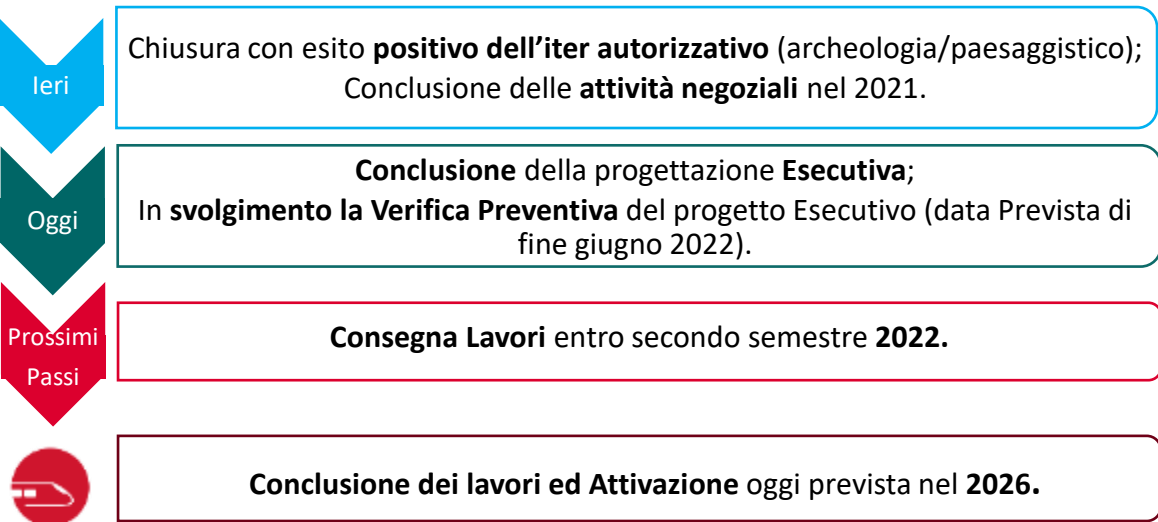 Ieri
Chiusura con esito positivo dell’iter autorizzativo (archeologia/paesaggistico);
Conclusione delle attività negoziali nel 2021.
Oggi
Conclusione della progettazione Esecutiva;
In svolgimento la Verifica Preventiva del progetto Esecutivo (data Prevista di
fine giugno 2022).
Prossimi
Passi
Consegna Lavori entro secondo semestre 2022.
Conclusione dei lavori ed Attivazione oggi prevista nel 2026.